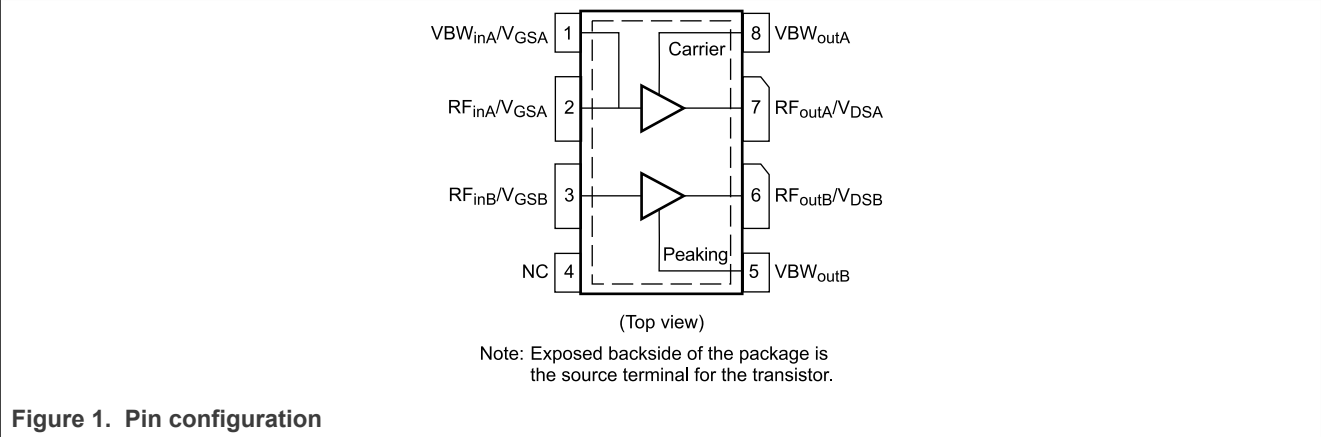 VBWinA/VGSA 1 8 VBWoutA
Carrier
RFinA/VGSA 2 7 RFoutA/VDSA
RFinB/VGSB 3 6 RFoutB/VDSB
Peaking
NC 4 5 VBWoutB
(Top view)
Note: Exposed backside of the package is
the source terminal for the transistor.
Figure 1. Pin configuration